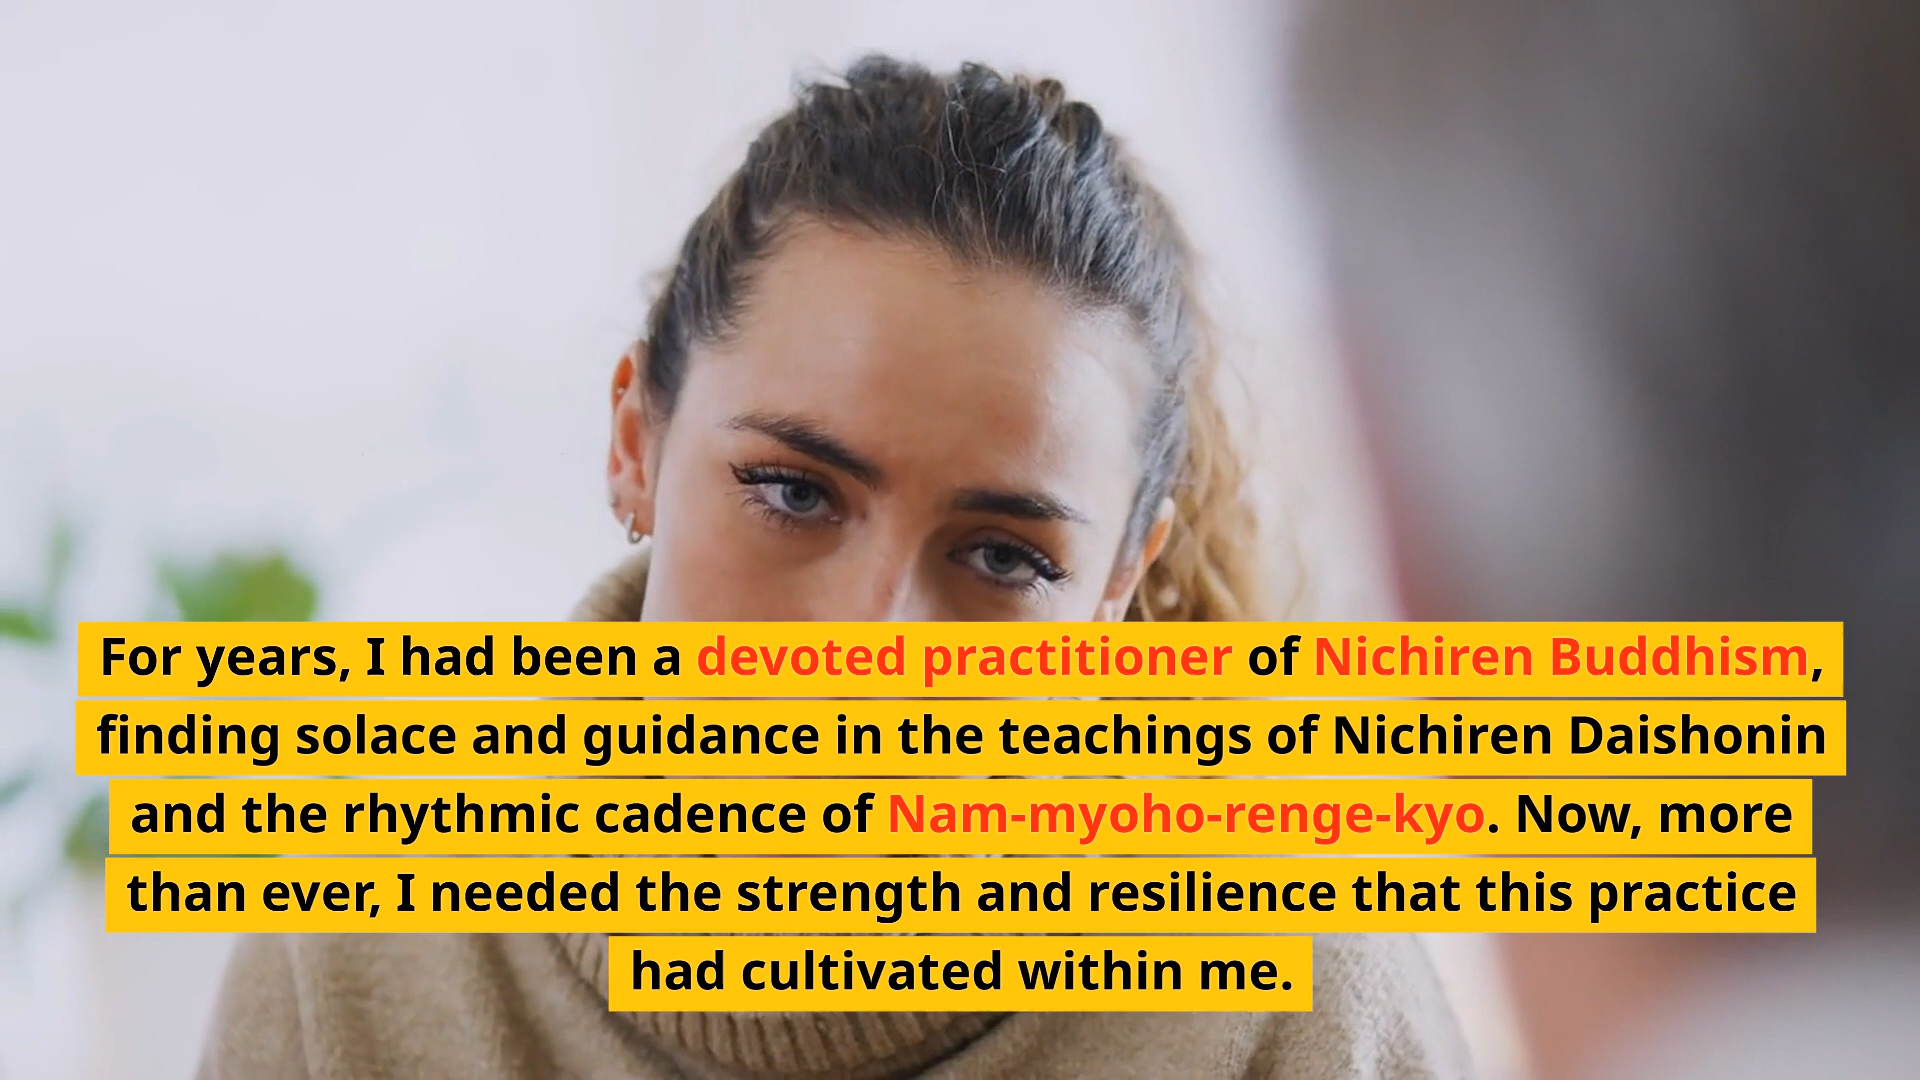 For years, I had been a devoted practitioner of Nichiren Buddhism,
finding solace and guidance in the teachings of Nichiren Daishonin
and the rhythmic cadence of Nam-myoho-renge-kyo. Now, more
than ever, I needed the strength and resilience that this practice
had cultivated within me.